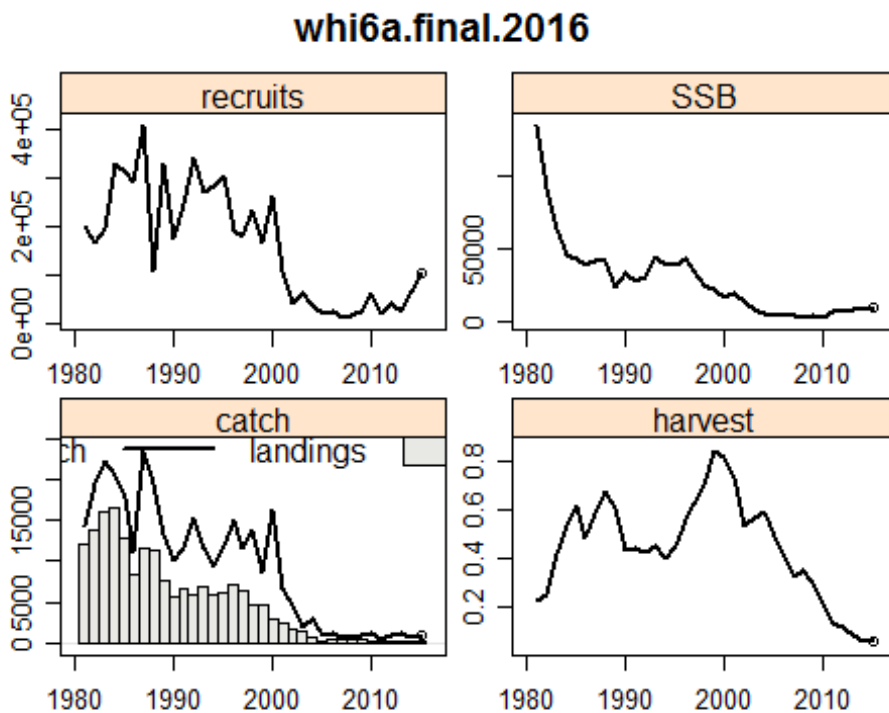 whi6a.final.2016
recruits
0e+00 2e+05 4e+05
1980 1990 2000 2010
SSB
0 50000
1980 1990 2000 2010
catch
ch landings
0 5000 15000
1980 1990 2000 2010
harvest
0.2 0.4 0.6 0.8
1980 1990 2000 2010